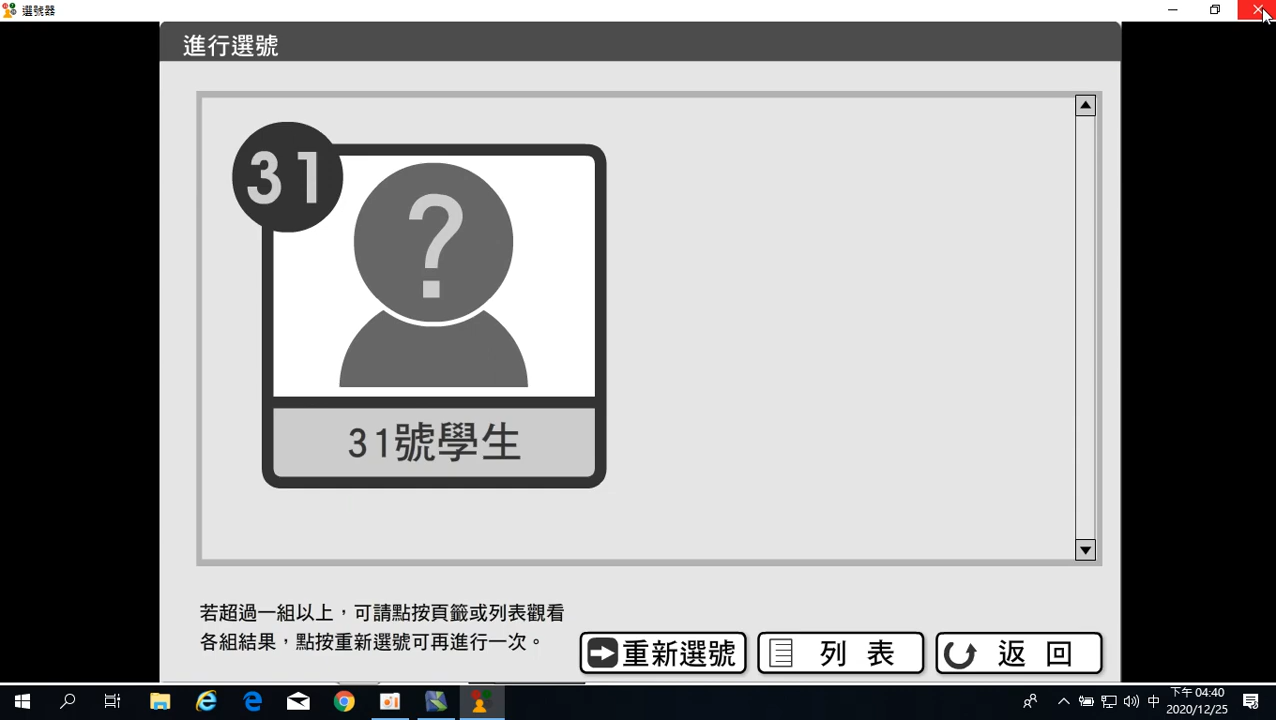 選號器
進行選號
31
?
31號學生
若超過一組以上，可請點按頁籤或列表觀看
各組結果，點按重新選號可再進行一次。
重新選號
列表
返回
中
下午 04:40
2020/12/25